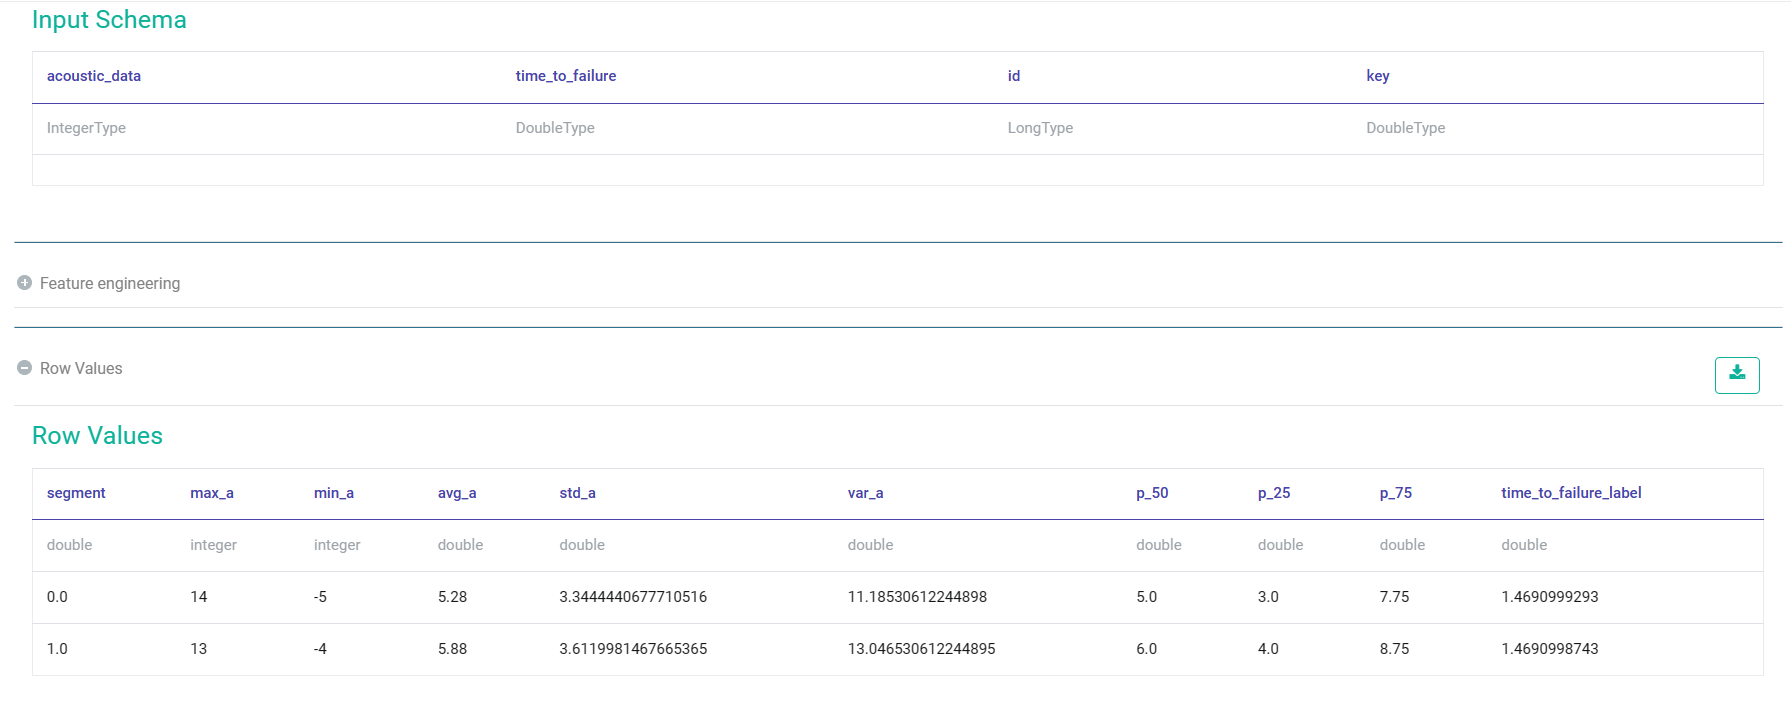 Input Schema
acoustic_data time_to_failure id key
IntegerType DoubleType LongType DoubleType
Feature engineering
Row Values
Row Values
segment max_a min_a avg_a std_a var_a p_50 p_25 p_75 time_to_failure_label
double integer integer double double double double double double double
0.0 14 -5 5.28 3.3444440677710516 11.18530612244898 5.0 3.0 7.75 1.4690999293
1.0 13 -4 5.88 3.6119981467665365 13.046530612244895 6.0 4.0 8.75 1.4690998743